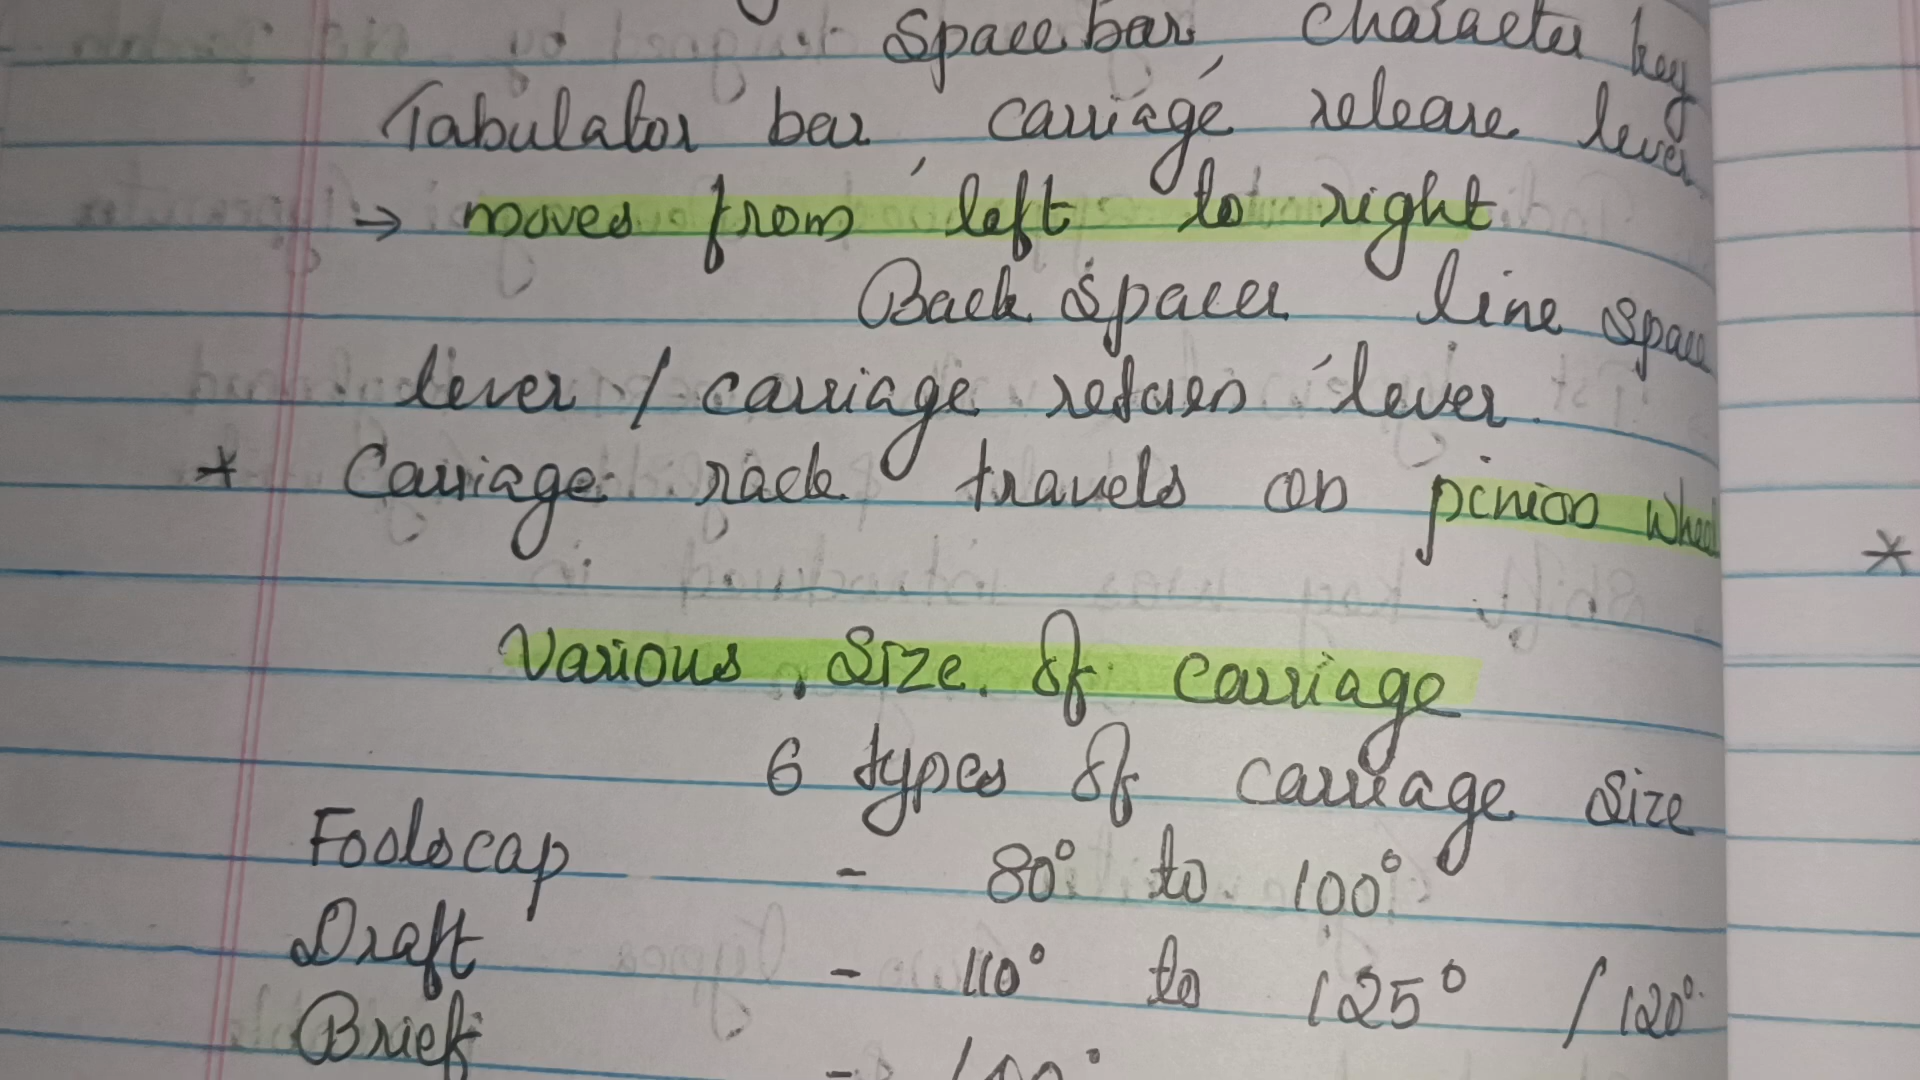 Space bar, character key
Tabulator bar, carriage release lever
→ moves from left to right
Back spacer, line space
lever / carriage return lever.
* Carriage rack travels on pinion wheel
*
Various size of carriage
6 types of carriage size
Foolscap - 80° to 100°
Draft - 110° to 125° / 120°
Brief -